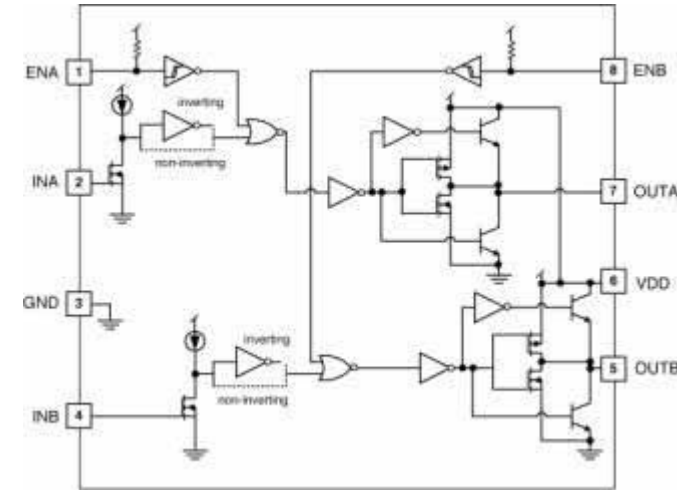 ENA 1
8 ENB
inverting
non-inverting
INA 2
7 OUTA
6 VDD
GND 3
inverting
5 OUTB
non-inverting
INB 4